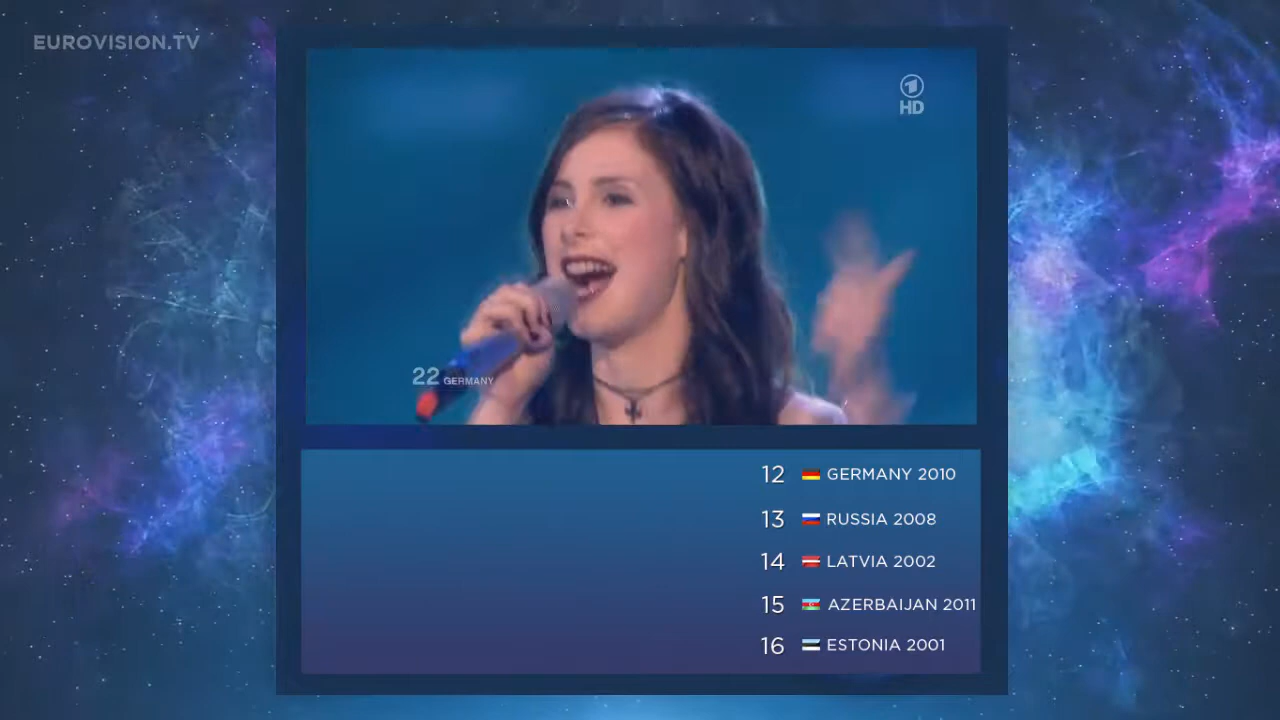 EUROVISION.TV
HD
22 GERMANY
12 GERMANY 2010
13 RUSSIA 2008
14 LATVIA 2002
15 AZERBAIJAN 2011
16 ESTONIA 2001